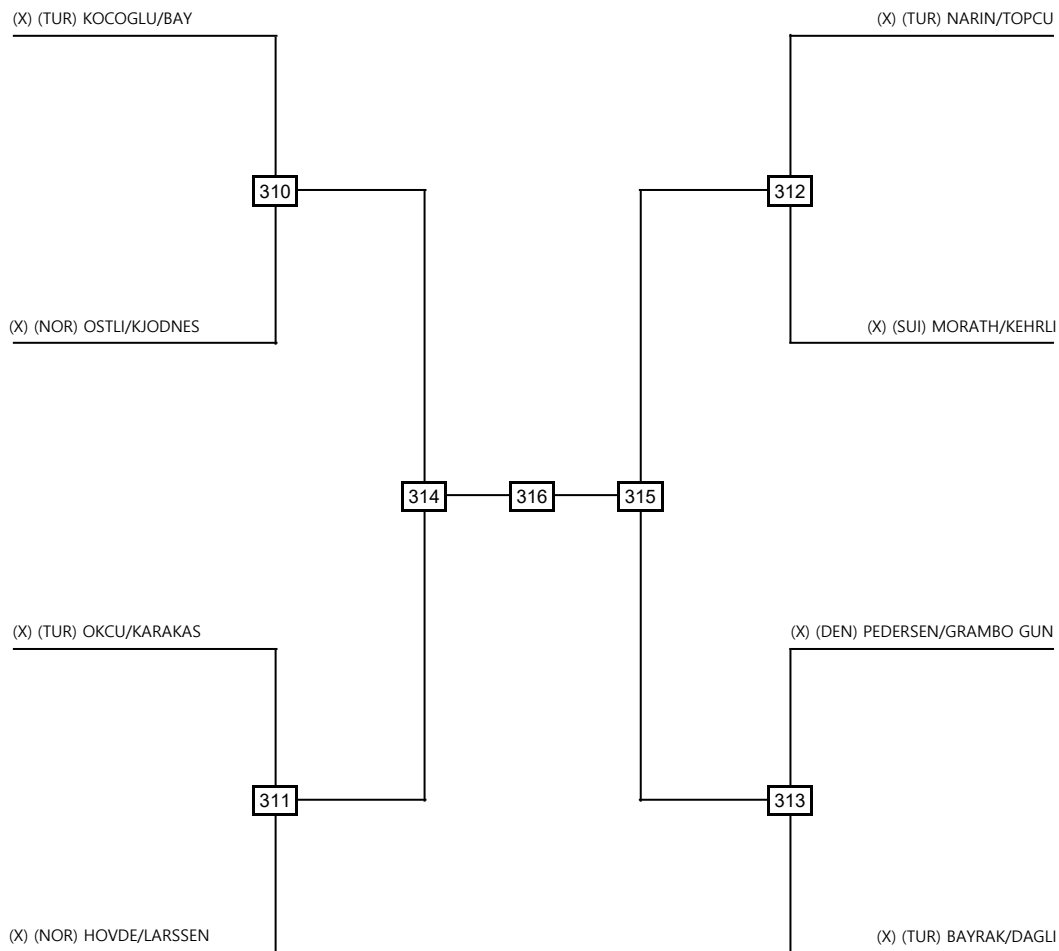 (X) (TUR) KOCOGLU/BAY
(X) (TUR) NARIN/TOPCU
310
312
(X) (NOR) OSTLI/KJODNES
(X) (SUI) MORATH/KEHRLI
314
316
315
(X) (TUR) OKCU/KARAKAS
(X) (DEN) PEDERSEN/GRAMBO GUN
311
313
(X) (NOR) HOVDE/LARSSEN
(X) (TUR) BAYRAK/DAGLI